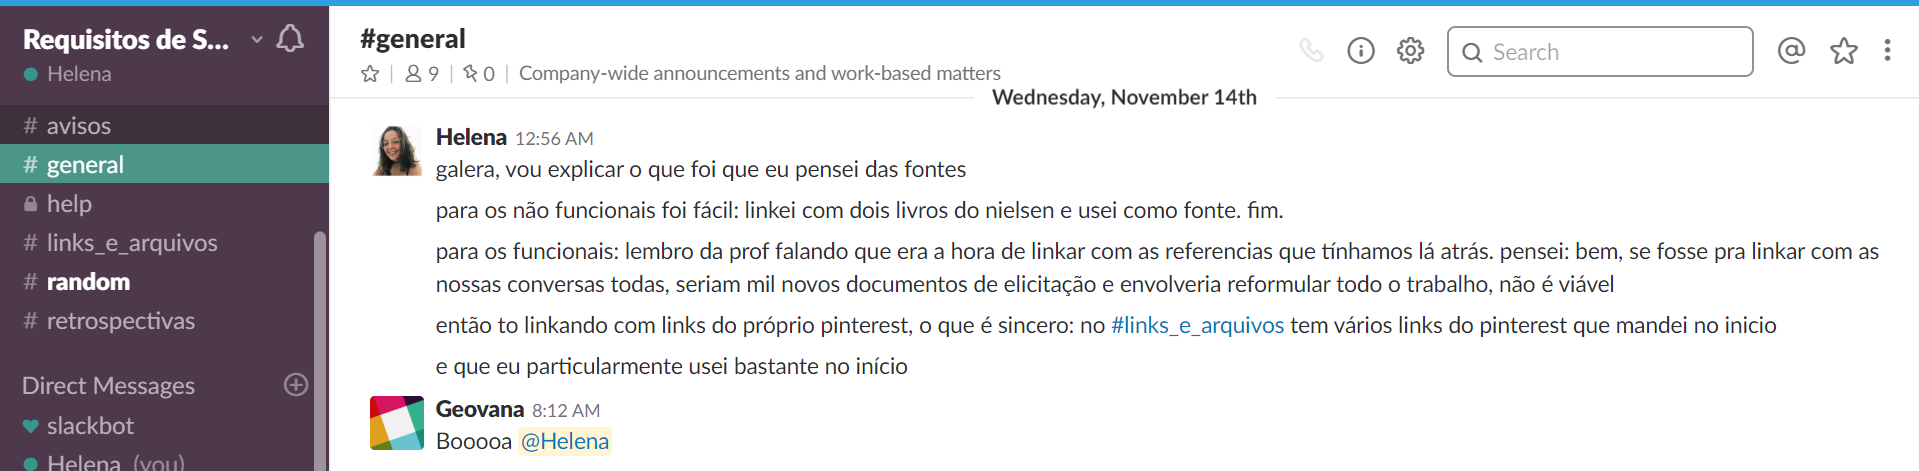 Requisitos de S...
Helena
# avisos
# general
help
# links_e_arquivos
# random
# retrospectivas
Direct Messages
slackbot
Helena (you)
#general
9 | 0 | Company-wide announcements and work-based matters
Search
Wednesday, November 14th
Helena 12:56 AM
galera, vou explicar o que foi que eu pensei das fontes
para os não funcionais foi fácil: linkei com dois livros do nielsen e usei como fonte. fim.
para os funcionais: lembro da prof falando que era a hora de linkar com as referencias que tínhamos lá atrás. pensei: bem, se fosse pra linkar com as
nossas conversas todas, seriam mil novos documentos de elicitação e envolveria reformular todo o trabalho, não é viável
então to linkando com links do próprio pinterest, o que é sincero: no #links_e_arquivos tem vários links do pinterest que mandei no inicio
e que eu particularmente usei bastante no início
Geovana 8:12 AM
Booooa @Helena